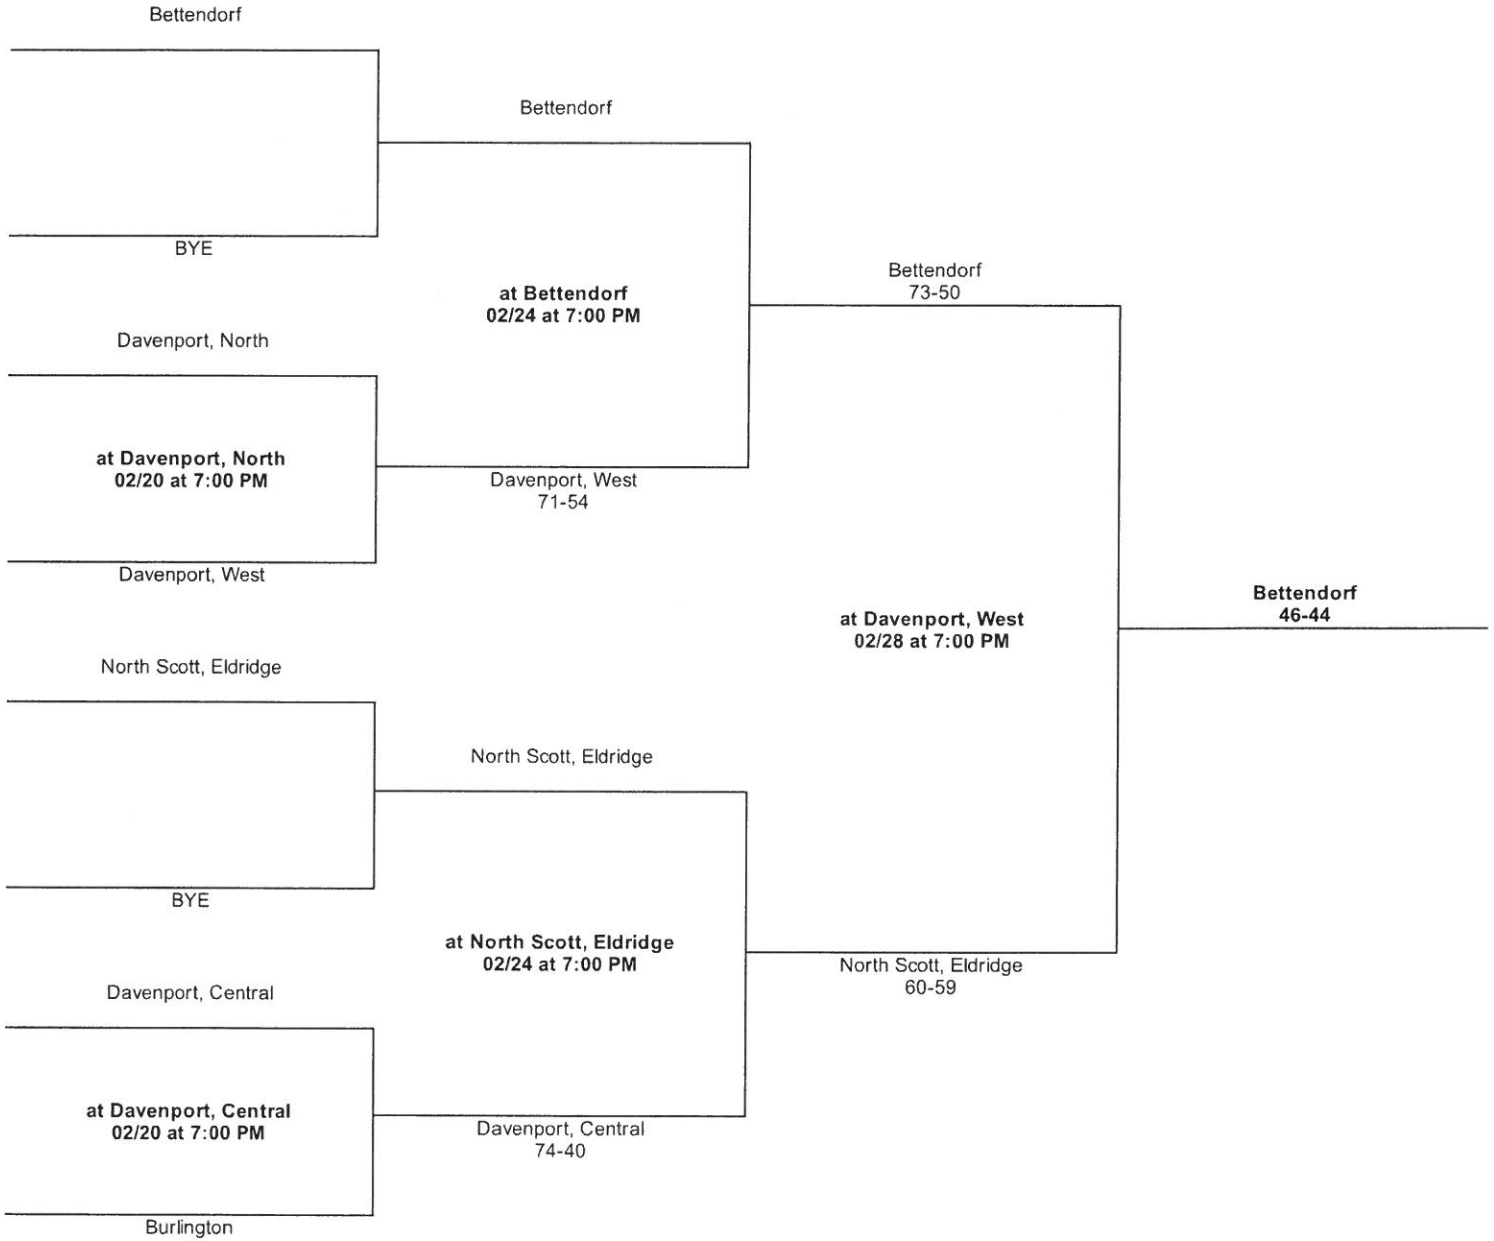 Bettendorf
Bettendorf
BYE
at Bettendorf
02/24 at 7:00 PM
Bettendorf
73-50
Davenport, North
at Davenport, North
02/20 at 7:00 PM
Davenport, West
71-54
Davenport, West
at Davenport, West
02/28 at 7:00 PM
Bettendorf
46-44
North Scott, Eldridge
North Scott, Eldridge
BYE
at North Scott, Eldridge
02/24 at 7:00 PM
North Scott, Eldridge
60-59
Davenport, Central
at Davenport, Central
02/20 at 7:00 PM
Davenport, Central
74-40
Burlington